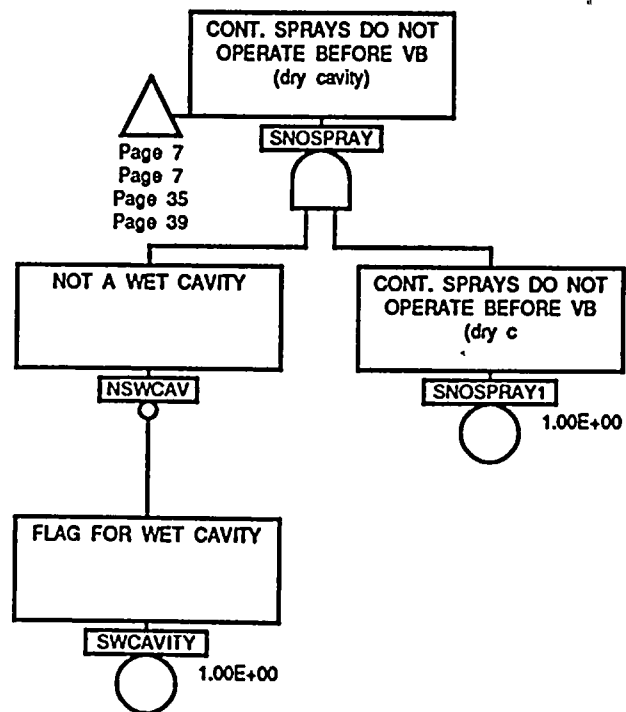 CONT. SPRAYS DO NOT
OPERATE BEFORE VB
(dry cavity)
SNOSPRAY
Page 7
Page 7
Page 35
Page 39
NOT A WET CAVITY
NSWCAV
CONT. SPRAYS DO NOT
OPERATE BEFORE VB
(dry c
SNOSPRAY1
1.00E+00
FLAG FOR WET CAVITY
SWCAVITY
1.00E+00